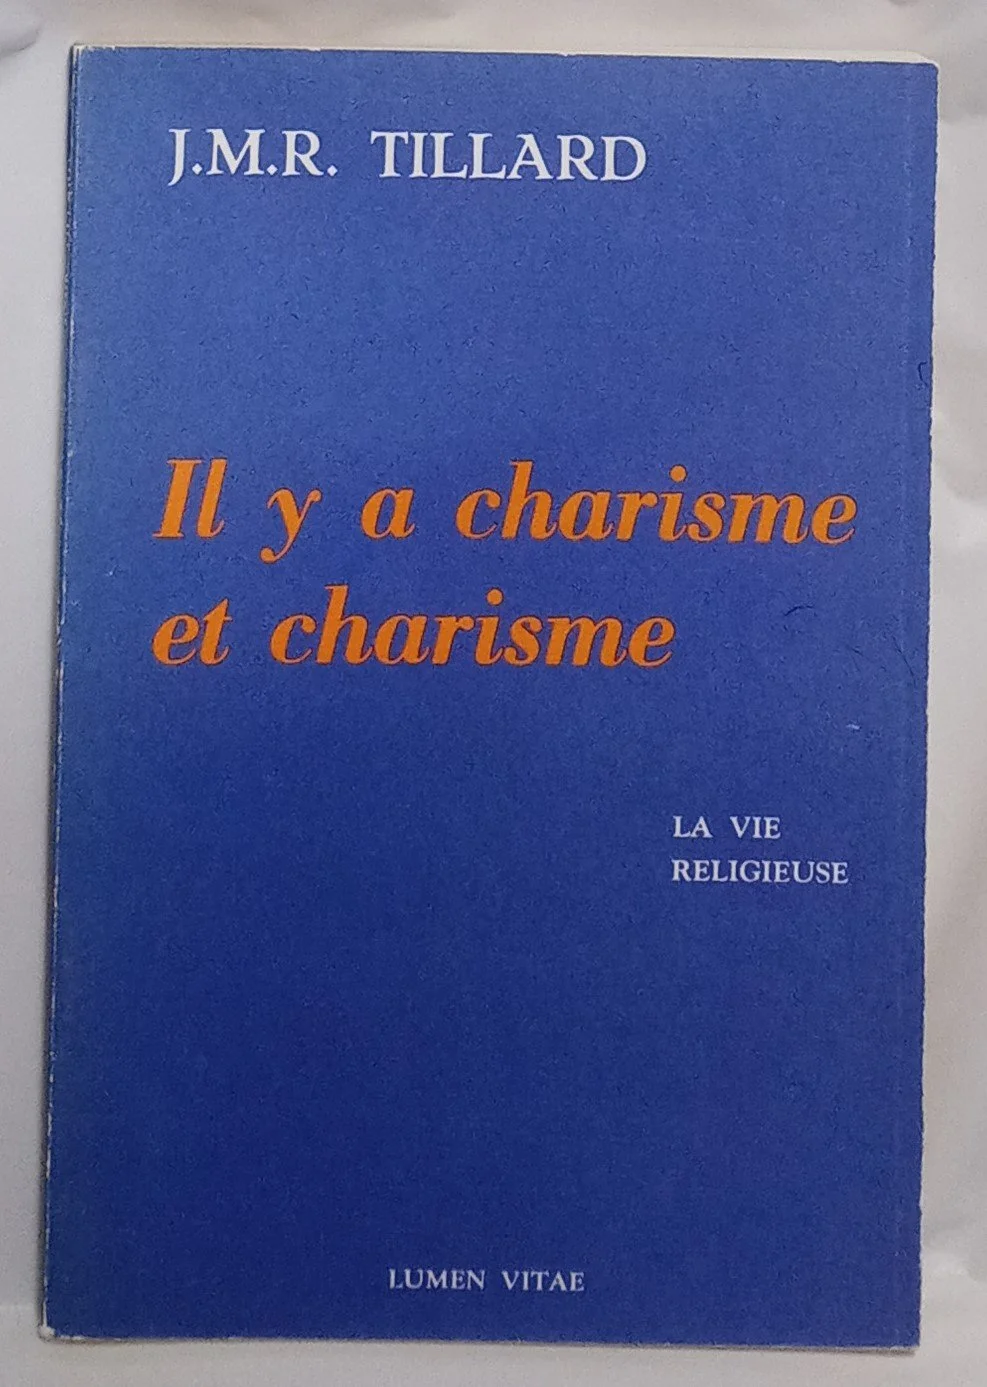 J.M.R. TILLARD
Il y a charisme
et charisme
LA VIE
RELIGIEUSE
LUMEN VITAE